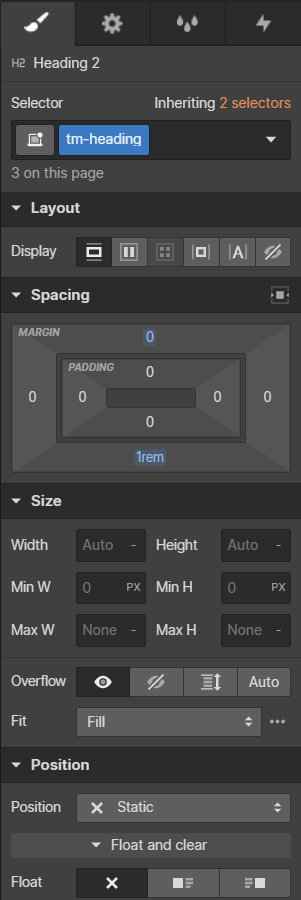 H2 Heading 2
Selector Inheriting 2 selectors
tm-heading
3 on this page
Layout
Display A
Spacing
MARGIN 0
PADDING 0
0 0 0 0
0
1rem
Size
Width Auto - Height Auto -
Min W 0 PX Min H 0 PX
Max W None - Max H None -
Overflow Auto
Fit Fill
Position
Position Static
Float and clear
Float